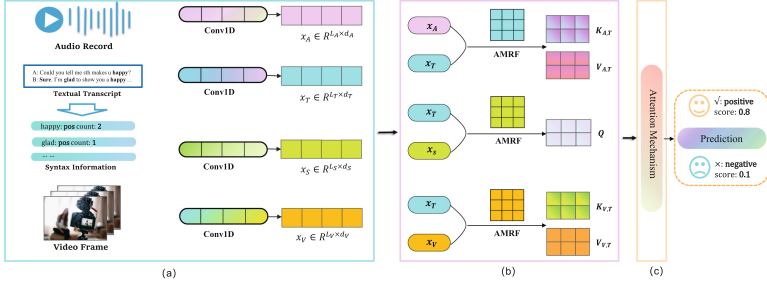 Audio Record
A: Could you tell me sth makes u happy?
B: Sure. I'm glad to show you a happy...
Textual Transcript
happy: pos count: 2
glad: pos count: 1
... ...
Syntax Information
Video Frame
Conv1D
x_A ∈ R^{L_A×d_A}
Conv1D
x_T ∈ R^{L_T×d_T}
Conv1D
x_S ∈ R^{L_S×d_S}
Conv1D
x_V ∈ R^{L_V×d_V}
(a)
x_A
x_T
AMRF
K_{A,T}
V_{A,T}
x_T
x_s
AMRF
Q
x_T
x_V
AMRF
K_{V,T}
V_{V,T}
(b)
Attention Mechanism
(c)
√: positive
score: 0.8
Prediction
×: negative
score: 0.1